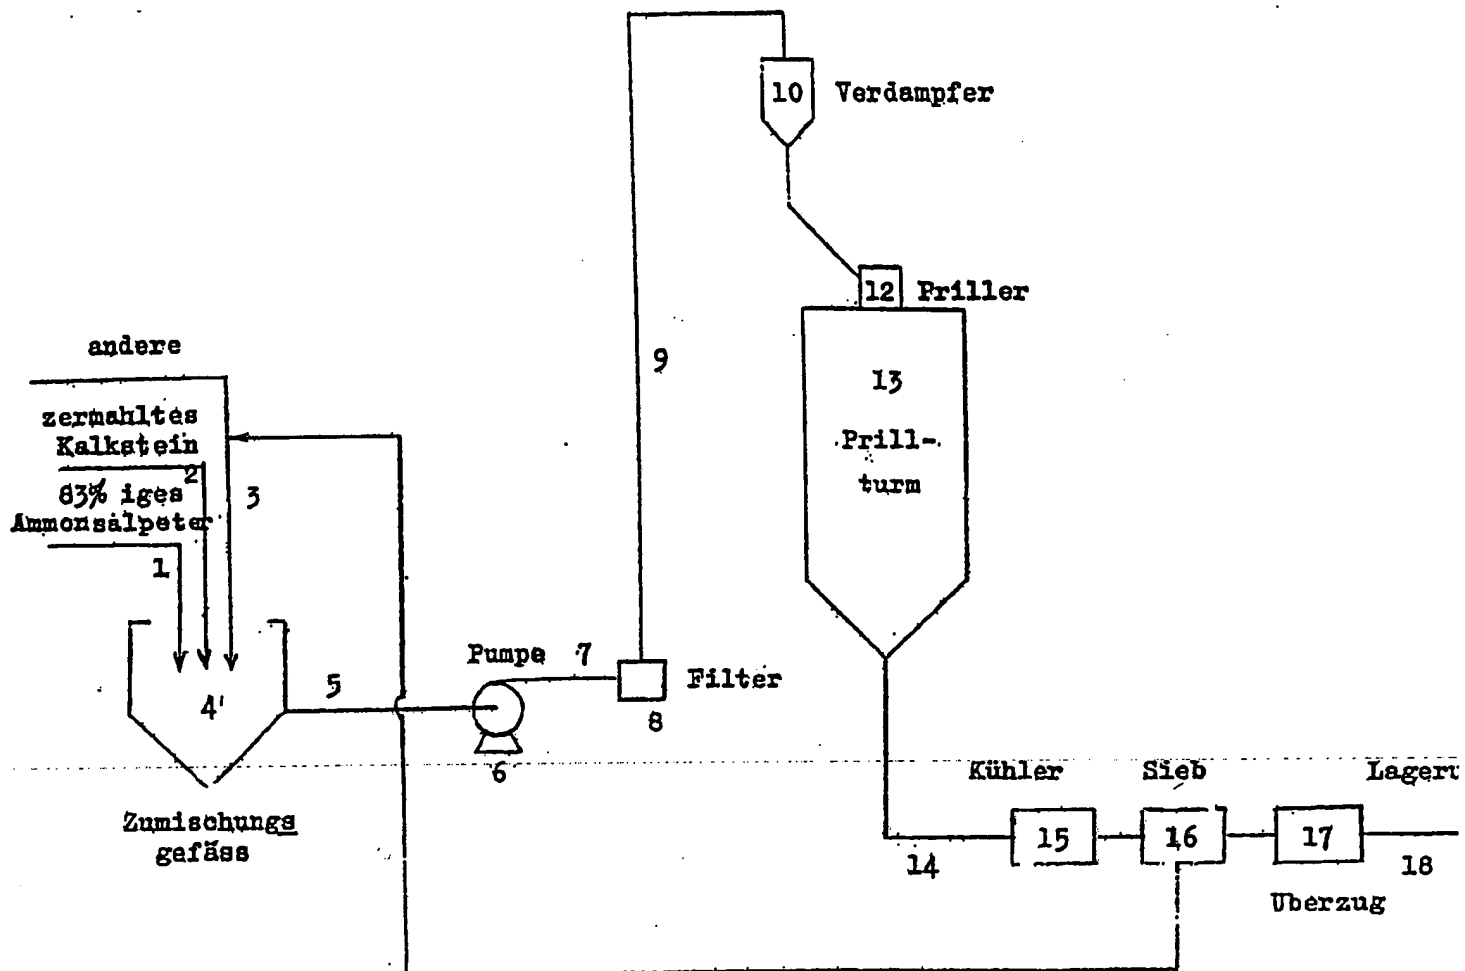 10 Verdampfer
12 Priller
andere
9
13
zermahltes
Kalkstein
2
Prill-
83% iges
3
turm
Ammonsalpeter
1
Pumpe 7
Filter
5
4'
8
6
Kühler
Sieb
Zumischungs
gefäss
15
16
17
14
18
Uberzug